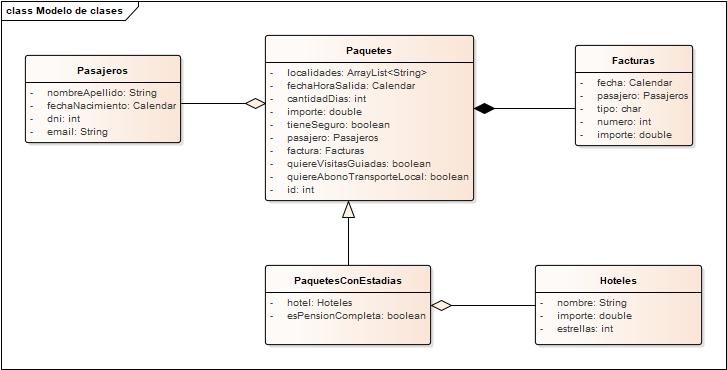 class Modelo de clases
Pasajeros
- nombreApellido: String
- fechaNacimiento: Calendar
- dni: int
- email: String
Paquetes
- localidades: ArrayList<String>
- fechaHoraSalida: Calendar
- cantidadDias: int
- importe: double
- tieneSeguro: boolean
- pasajero: Pasajeros
- factura: Facturas
- quiereVisitasGuiadas: boolean
- quiereAbonoTransporteLocal: boolean
- id: int
Facturas
- fecha: Calendar
- pasajero: Pasajeros
- tipo: char
- numero: int
- importe: double
PaquetesConEstadias
- hotel: Hoteles
- esPensionCompleta: boolean
Hoteles
- nombre: String
- importe: double
- estrellas: int